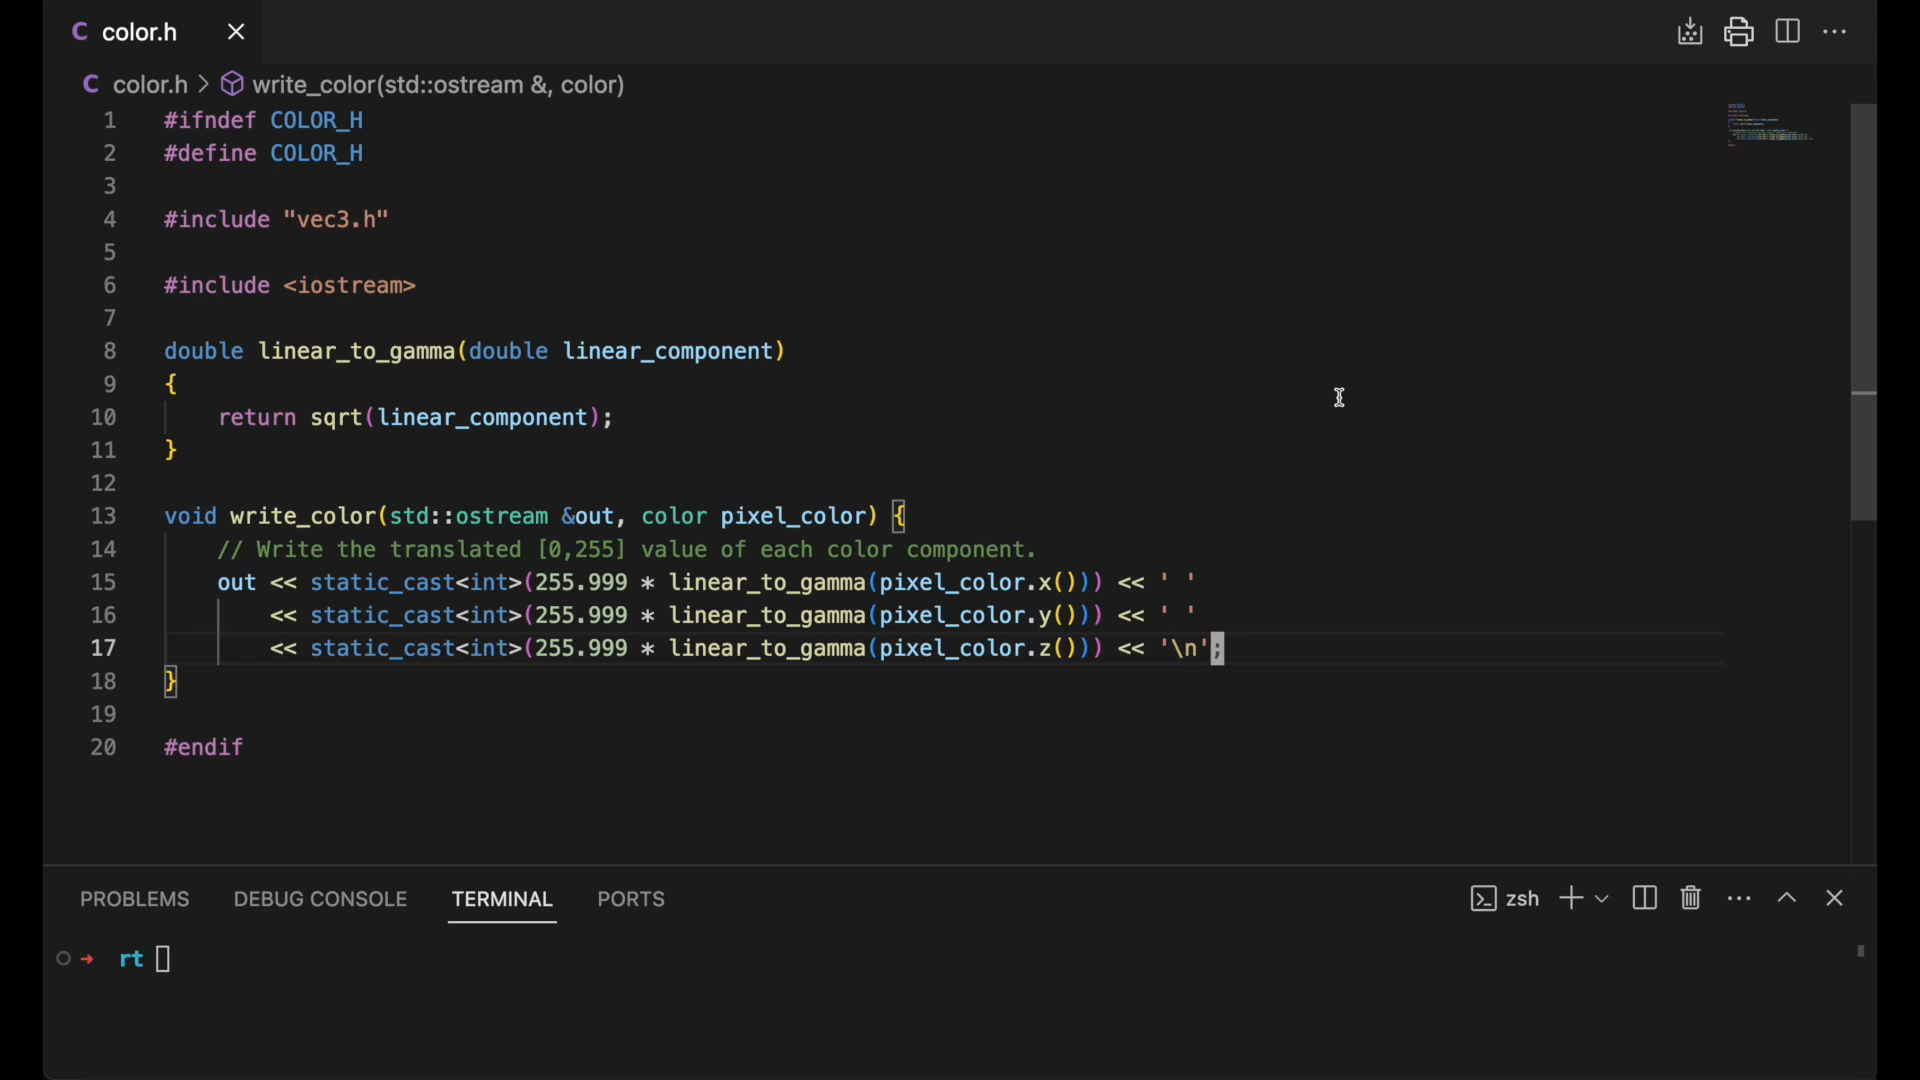 C color.h
C color.h > write_color(std::ostream &, color)
1 #ifndef COLOR_H
2 #define COLOR_H
3
4 #include "vec3.h"
5
6 #include <iostream>
7
8 double linear_to_gamma(double linear_component)
9 {
10     return sqrt(linear_component);
11 }
12
13 void write_color(std::ostream &out, color pixel_color) {
14     // Write the translated [0,255] value of each color component.
15     out << static_cast<int>(255.999 * linear_to_gamma(pixel_color.x())) << ' '
16         << static_cast<int>(255.999 * linear_to_gamma(pixel_color.y())) << ' '
17         << static_cast<int>(255.999 * linear_to_gamma(pixel_color.z())) << '\n';
18 }
19
20 #endif
PROBLEMS DEBUG CONSOLE TERMINAL PORTS zsh
rt